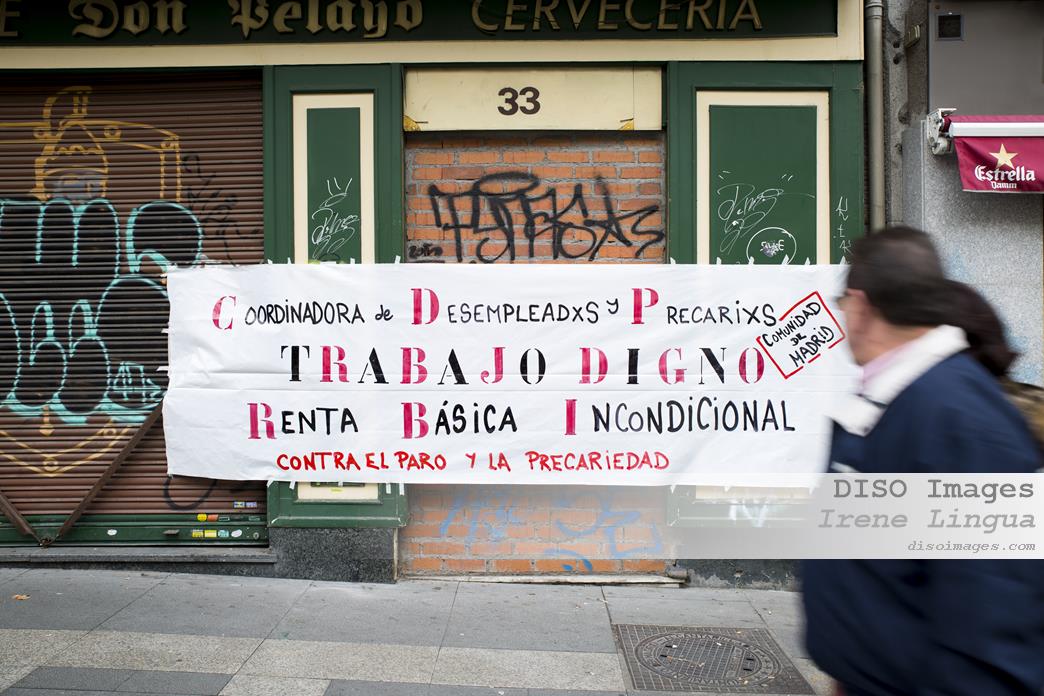 Don Pelayo CERVECERÍA
33
Estrella
Damm
COORDINADORA de DESEMPLEADXS y PRECARIXS
COMUNIDAD
DE
MADRID
TRABAJO DIGNO
RENTA BÁSICA INCONDICIONAL
CONTRA EL PARO Y LA PRECARIEDAD
DISO Images
Irene Lingua
disoimages.com